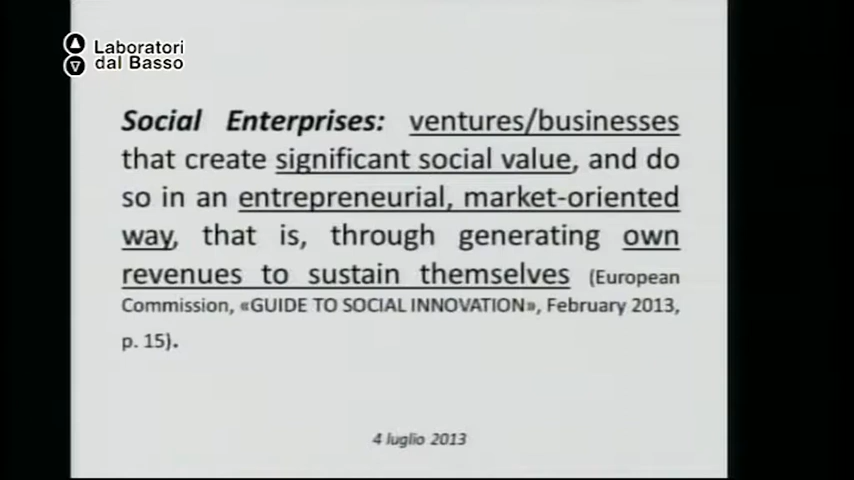 Laboratori
dal Basso
Social Enterprises: ventures/businesses
that create significant social value, and do
so in an entrepreneurial, market-oriented
way, that is, through generating own
revenues to sustain themselves (European
Commission, «GUIDE TO SOCIAL INNOVATION», February 2013,
p. 15).
4 luglio 2013